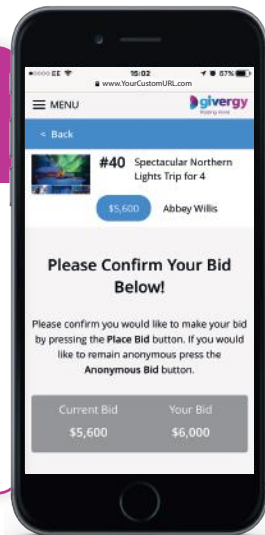 EE 15:02 67%
www.YourCustomURL.com
MENU
givergy
< Back
#40 Spectacular Northern
Lights Trip for 4
$5,600 Abbey Willis
Please Confirm Your Bid
Below!
Please confirm you would like to make your bid
by pressing the Place Bid button. If you would
like to remain anonymous press the
Anonymous Bid button.
Current Bid Your Bid
$5,600 $6,000